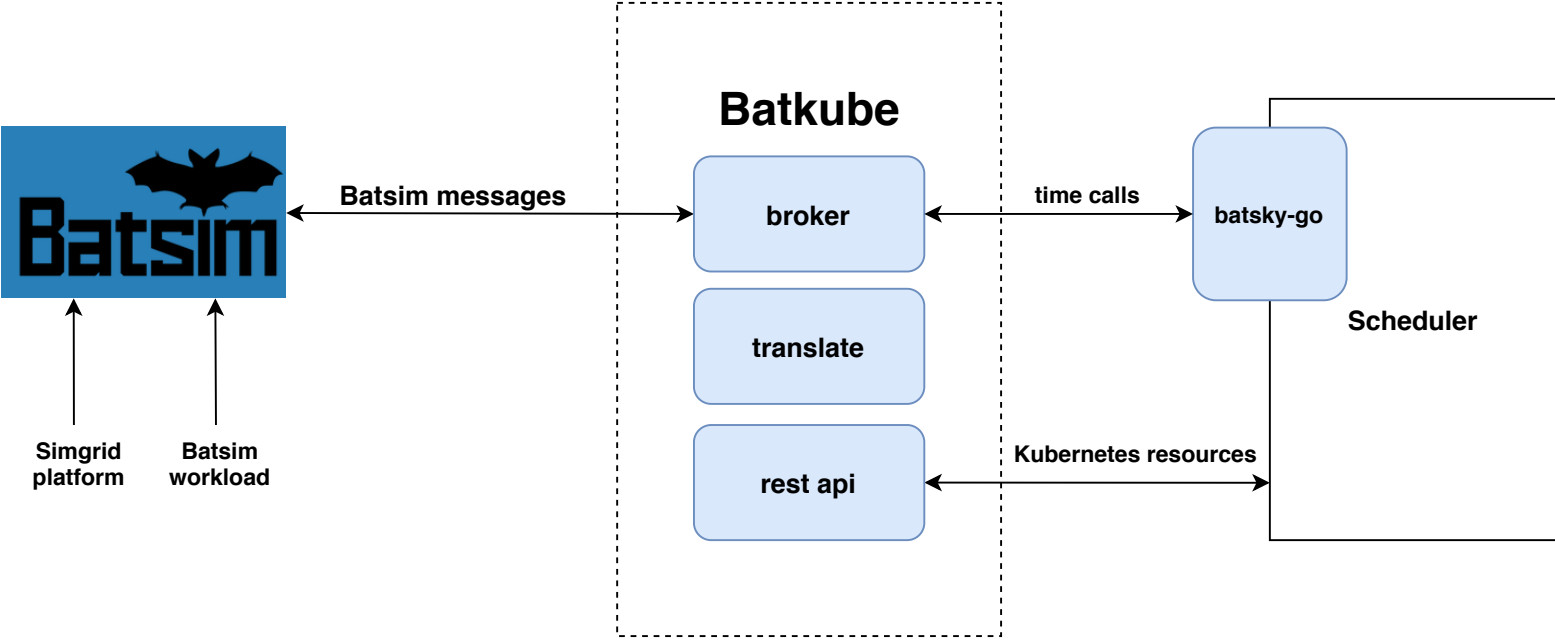 Batkube
Batsim
Batsim messages
broker
time calls
batsky-go
translate
Scheduler
Simgrid
platform
Batsim
workload
rest api
Kubernetes resources